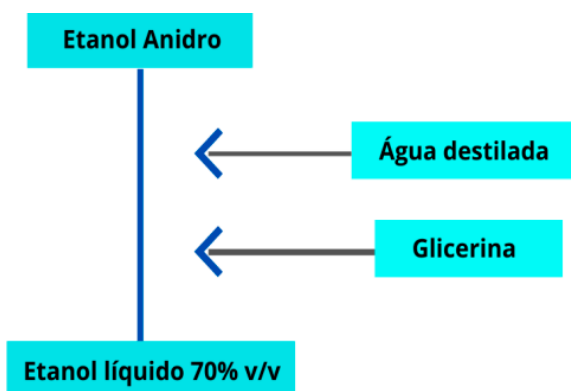 Etanol Anidro
Água destilada
Glicerina
Etanol líquido 70% v/v